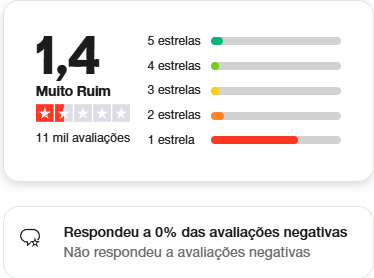 1,4
Muito Ruim
11 mil avaliações
5 estrelas
4 estrelas
3 estrelas
2 estrelas
1 estrela
Respondeu a 0% das avaliações negativas
Não respondeu a avaliações negativas